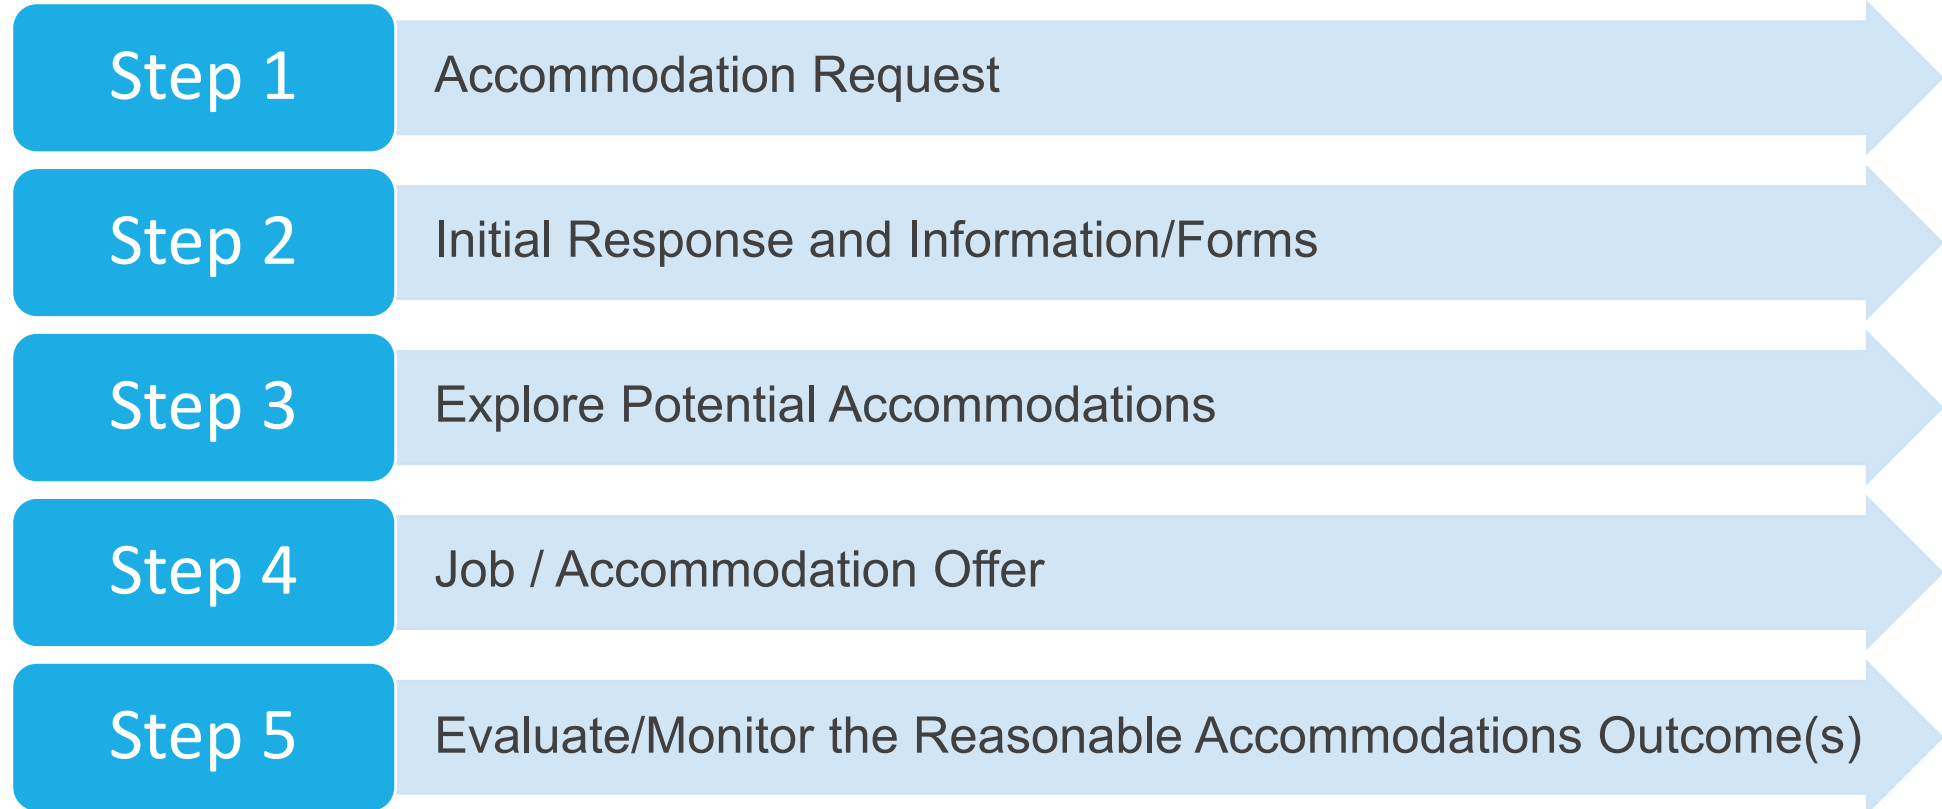 Step 1
Accommodation Request
Step 2
Initial Response and Information/Forms
Step 3
Explore Potential Accommodations
Step 4
Job / Accommodation Offer
Step 5
Evaluate/Monitor the Reasonable Accommodations Outcome(s)